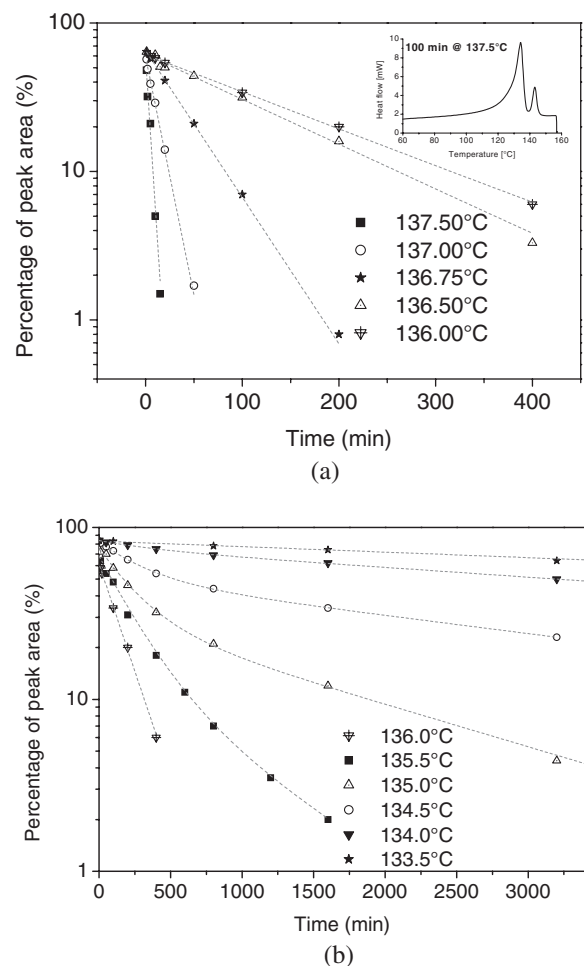 100
10
1
Percentage of peak area (%)
100 min @ 137.5°C
Heat flow [mW]
10
8
6
4
2
0
60
80
100
120
140
160
Temperature [°C]
137.50°C
137.00°C
136.75°C
136.50°C
136.00°C
0
100
200
300
400
Time (min)
(a)
100
10
1
Percentage of peak area (%)
136.0°C
135.5°C
135.0°C
134.5°C
134.0°C
133.5°C
0
500
1000
1500
2000
2500
3000
Time (min)
(b)